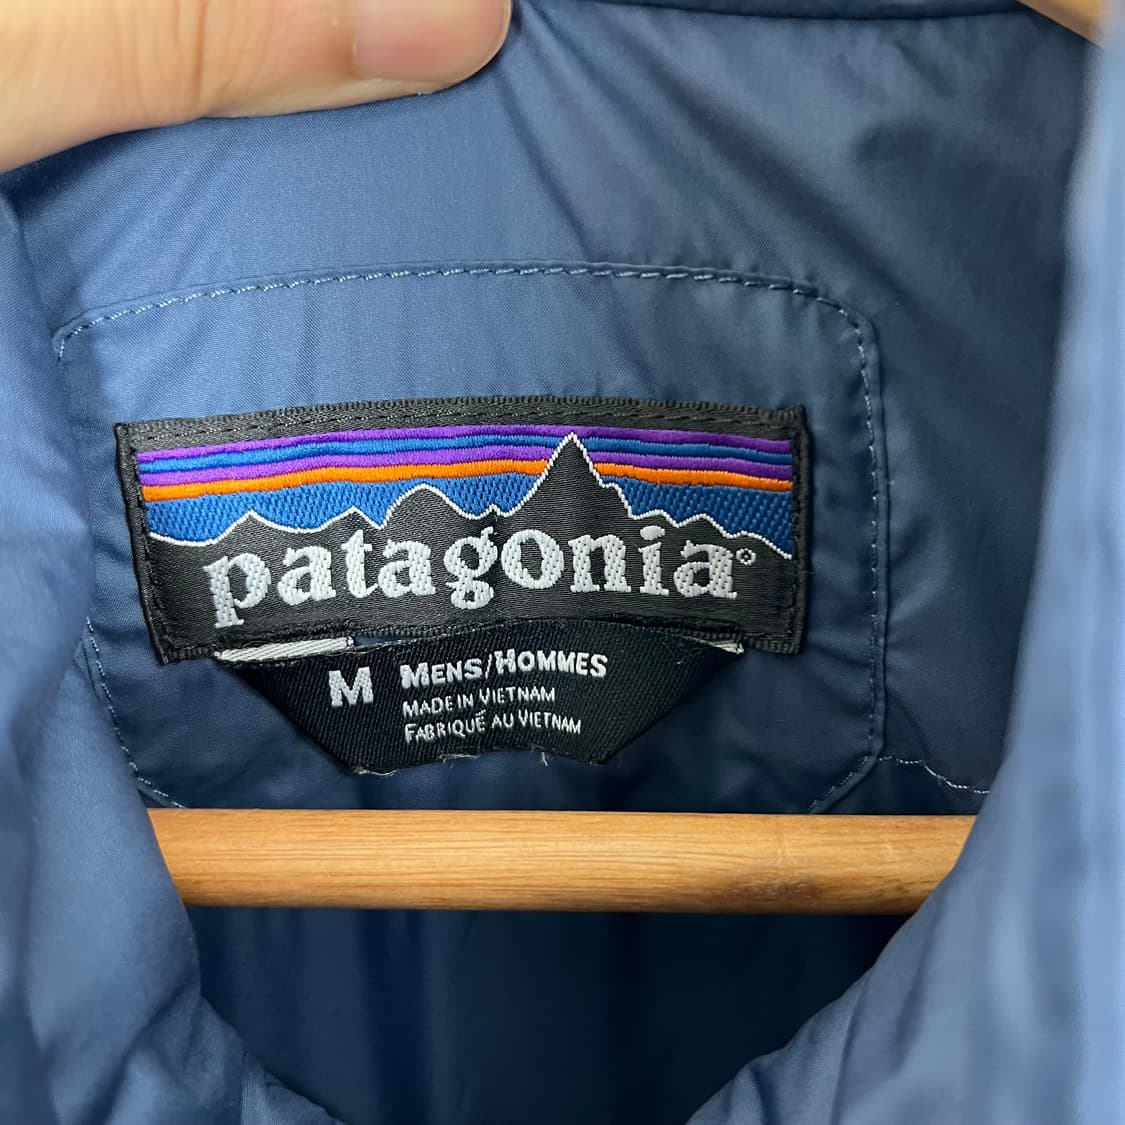 patagonia®
M MENS/HOMMES
MADE IN VIETNAM
FABRIQUÉ AU VIETNAM